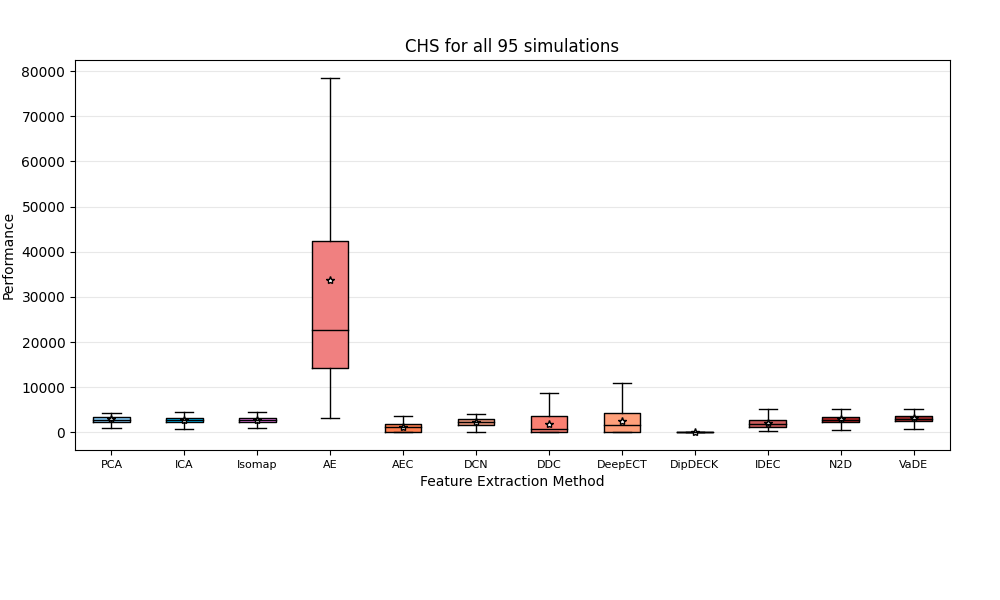 CHS for all 95 simulations
80000
70000
60000
50000
40000
30000
20000
10000
0
Performance
PCA ICA Isomap AE AEC DCN DDC DeepECT DipDECK IDEC N2D VaDE
Feature Extraction Method